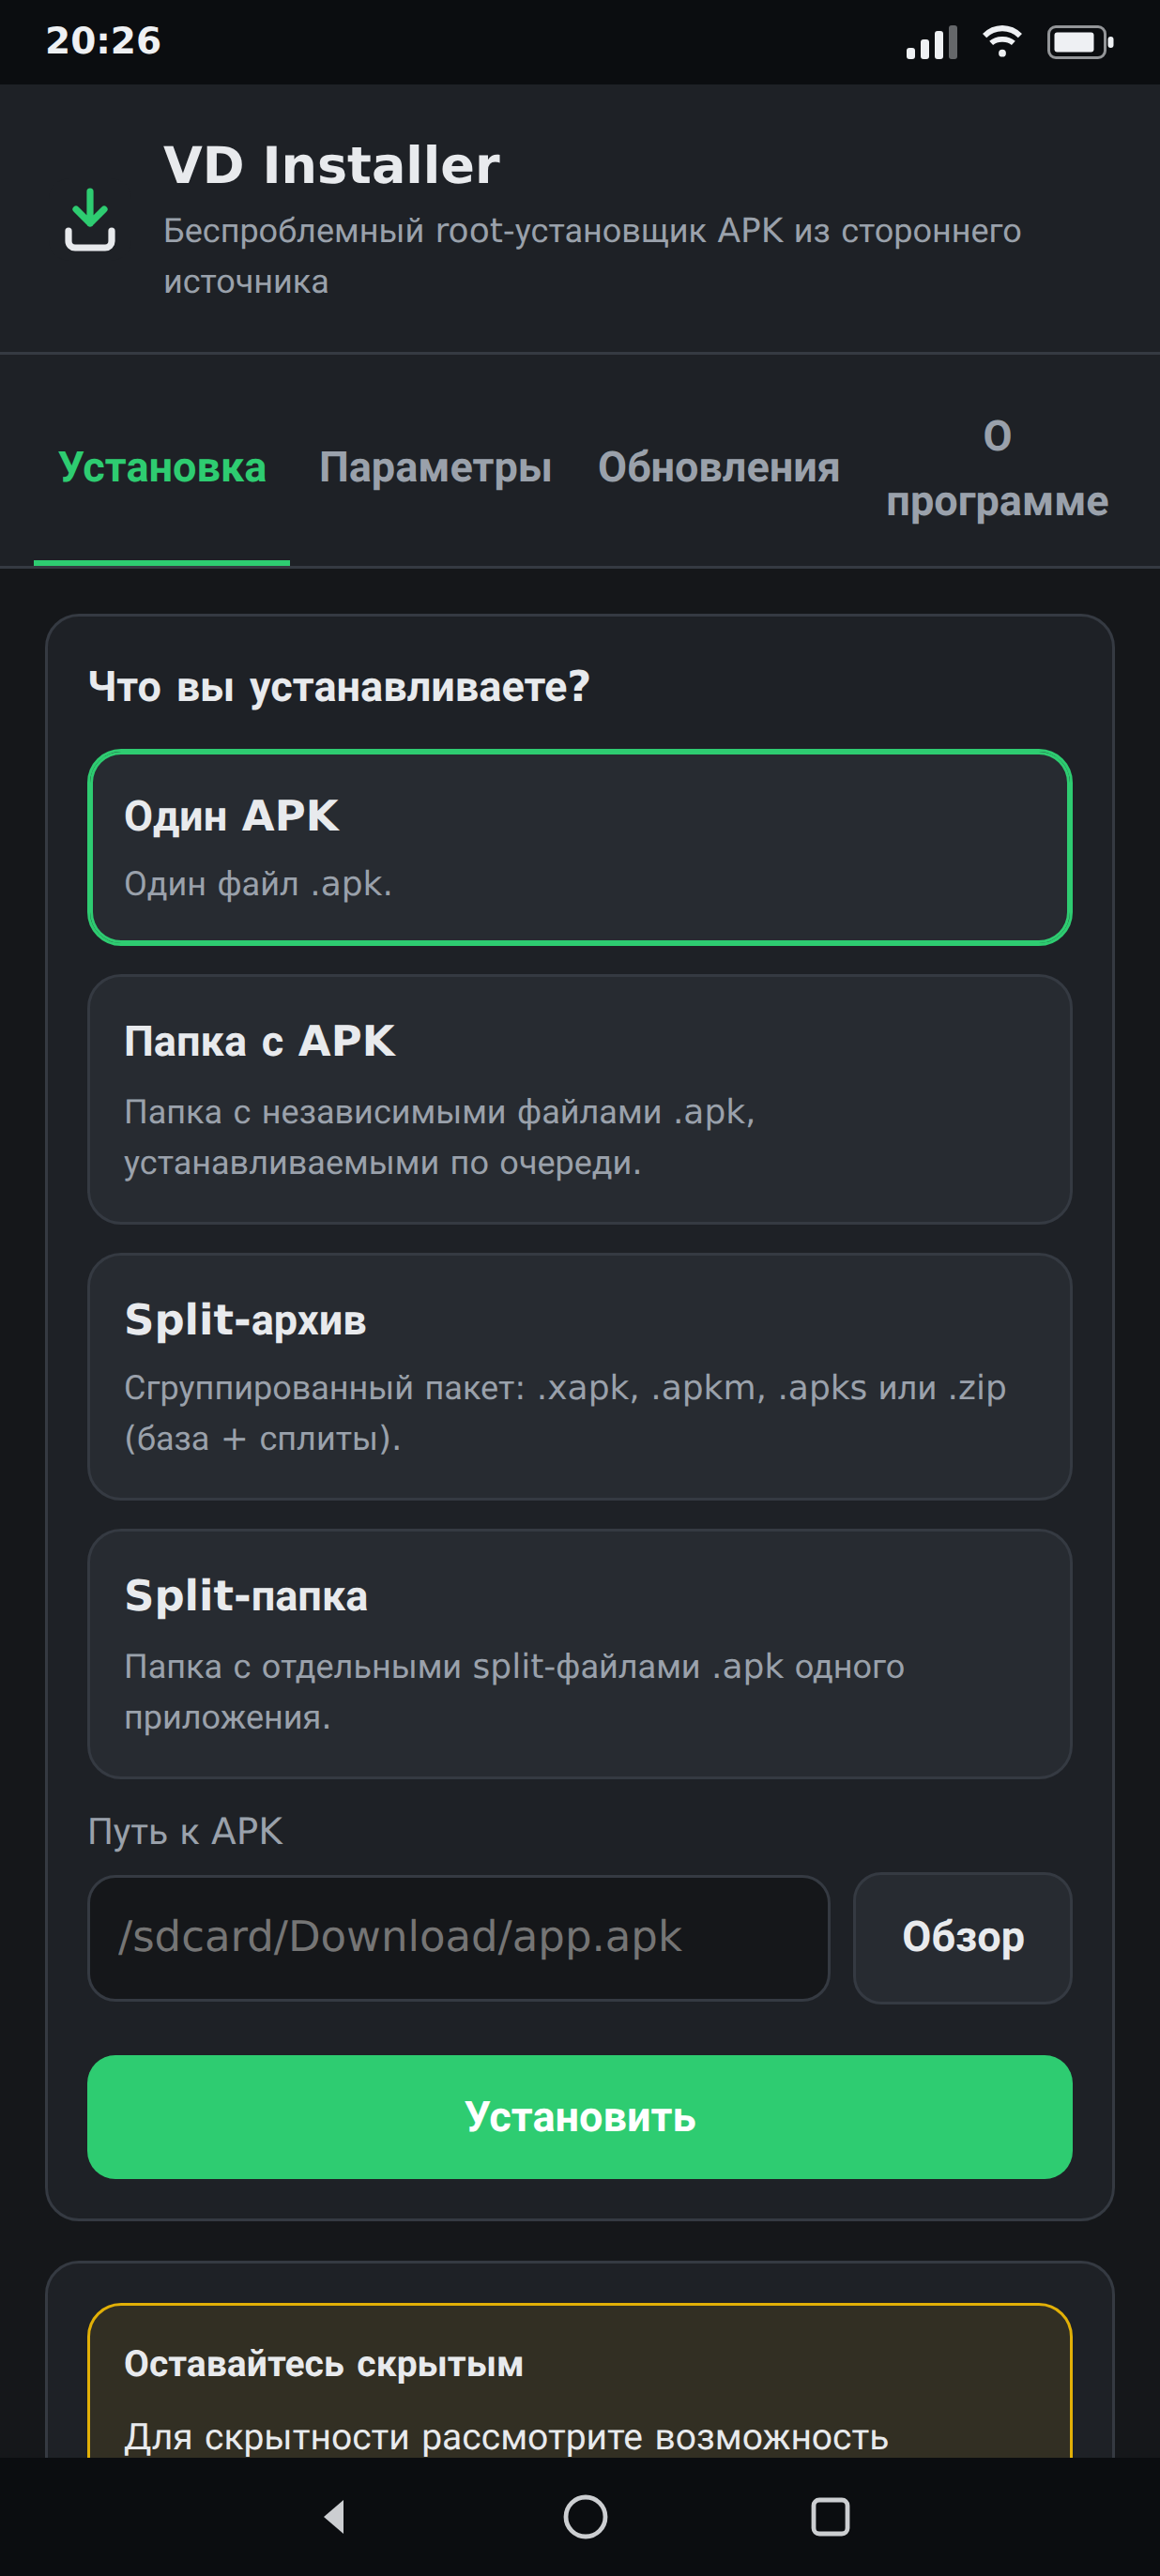 20:26
VD Installer
Беспроблемный root-установщик APK из стороннего
источника
Установка
Параметры
Обновления
О
программе
Что вы устанавливаете?
Один APK
Один файл .apk.
Папка с APK
Папка с независимыми файлами .apk,
устанавливаемыми по очереди.
Split-архив
Сгруппированный пакет: .xapk, .apkm, .apks или .zip
(база + сплиты).
Split-папка
Папка с отдельными split-файлами .apk одного
приложения.
Путь к APK
/sdcard/Download/app.apk
Обзор
Установить
Оставайтесь скрытым
Для скрытности рассмотрите возможность